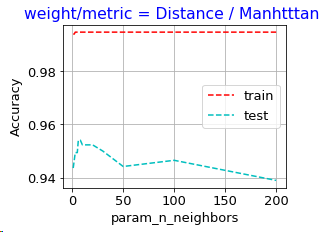 weight/metric = Distance / Manhtttan
Accuracy
0.98
0.96
0.94
train
test
0
50
100
150
200
param_n_neighbors